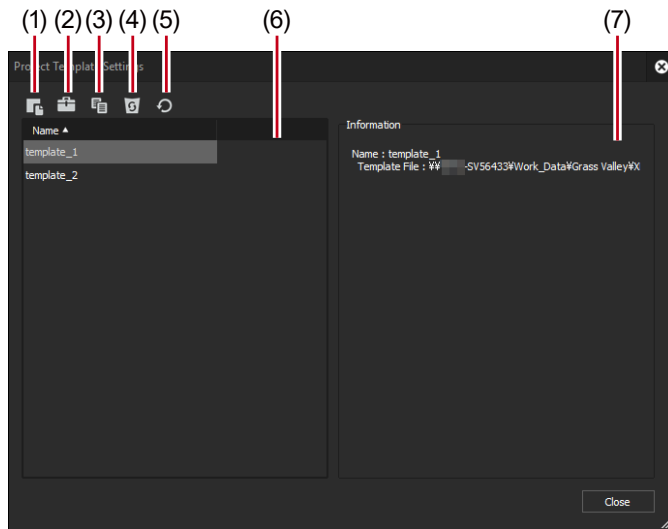 (1) (2) (3) (4) (5) (6) (7)
Project Template Settings
Name ▲
template_1
template_2
Information
Name : template_1
Template File : ¥¥ -SV56433¥Work_Data¥Grass Valley¥X
Close